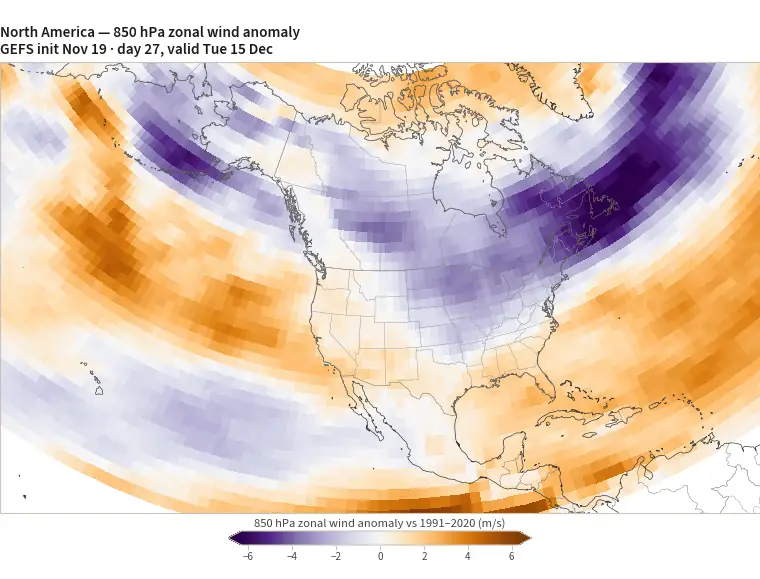 North America — 850 hPa zonal wind anomaly
GEFS init Nov 19 · day 27, valid Tue 15 Dec
850 hPa zonal wind anomaly vs 1991–2020 (m/s)
−6 −4 −2 0 2 4 6